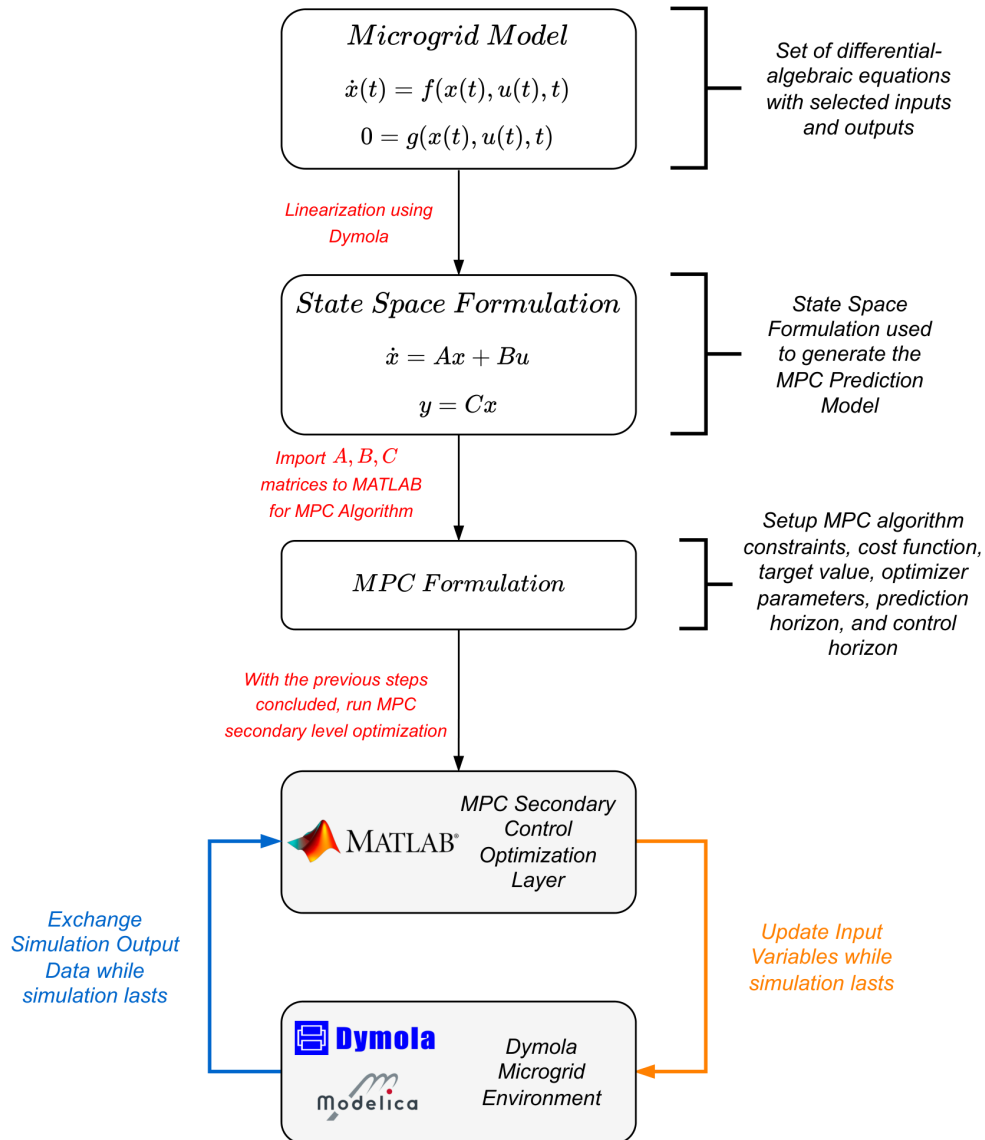 Microgrid Model
ẋ(t) = f(x(t), u(t), t)
0 = g(x(t), u(t), t)
Set of differential-
algebraic equations
with selected inputs
and outputs
Linearization using
Dymola
State Space Formulation
ẋ = Ax + Bu
y = Cx
State Space
Formulation used
to generate the
MPC Prediction
Model
Import A, B, C
matrices to MATLAB
for MPC Algorithm
MPC Formulation
Setup MPC algorithm
constraints, cost function,
target value, optimizer
parameters, prediction
horizon, and control
horizon
With the previous steps
concluded, run MPC
secondary level optimization
MATLAB®
MPC Secondary
Control
Optimization
Layer
Exchange
Simulation Output
Data while
simulation lasts
Update Input
Variables while
simulation lasts
Dymola
Modelica
Dymola
Microgrid
Environment